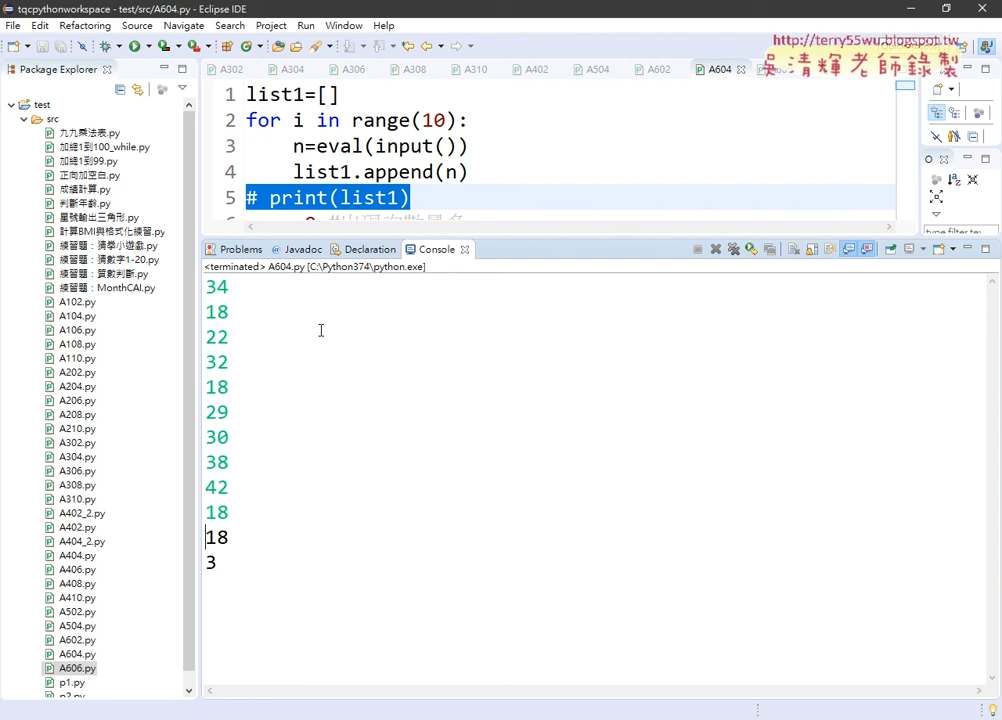 tqcpythonworkspace - test/src/A604.py - Eclipse IDE
File Edit Refactoring Source Navigate Search Project Run Window Help
http://terry55wu.blogspot.tw
吳清輝老師錄製
Package Explorer
A302 A304 A306 A308 A310 A402 A504 A602 A604
test
src
九九乘法表.py
加總1到100_while.py
加總1到99.py
正向加空白.py
成績計算.py
判斷年齡.py
星號輸出三角形.py
計算BMI與格式化練習.py
練習題：猜拳小遊戲.py
練習題：猜數字1-20.py
練習題：質數判斷.py
練習題：MonthCAl.py
A102.py
A104.py
A106.py
A108.py
A110.py
A202.py
A204.py
A206.py
A208.py
A210.py
A302.py
A304.py
A306.py
A308.py
A310.py
A402_2.py
A402.py
A404_2.py
A404.py
A406.py
A408.py
A410.py
A502.py
A504.py
A602.py
A604.py
A606.py
p1.py
p2.py
1 list1=[]
2 for i in range(10):
3 n=eval(input())
4 list1.append(n)
5 # print(list1)
type filter te
Problems Javadoc Declaration Console
<terminated> A604.py [C:\Python374\python.exe]
34
18
22
32
18
29
30
38
42
18
18
3